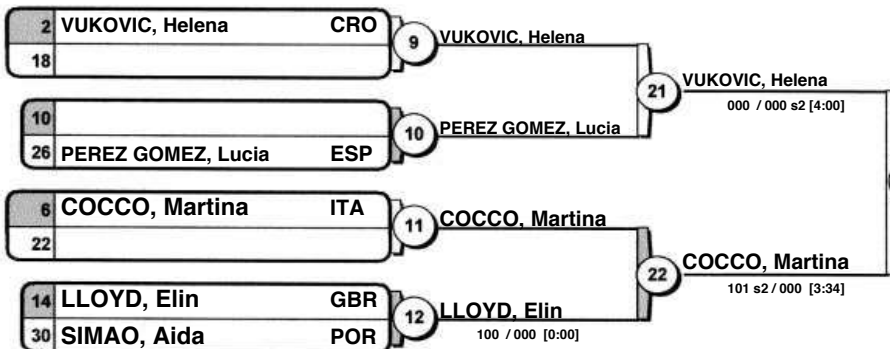 2 VUKOVIC, Helena CRO
18
9 VUKOVIC, Helena
10
26 PEREZ GOMEZ, Lucia ESP
10 PEREZ GOMEZ, Lucia
21 VUKOVIC, Helena
000 / 000 s2 [4:00]
6 COCCO, Martina ITA
22
11 COCCO, Martina
14 LLOYD, Elin GBR
30 SIMAO, Aida POR
12 LLOYD, Elin
100 / 000 [0:00]
22 COCCO, Martina
101 s2 / 000 [3:34]